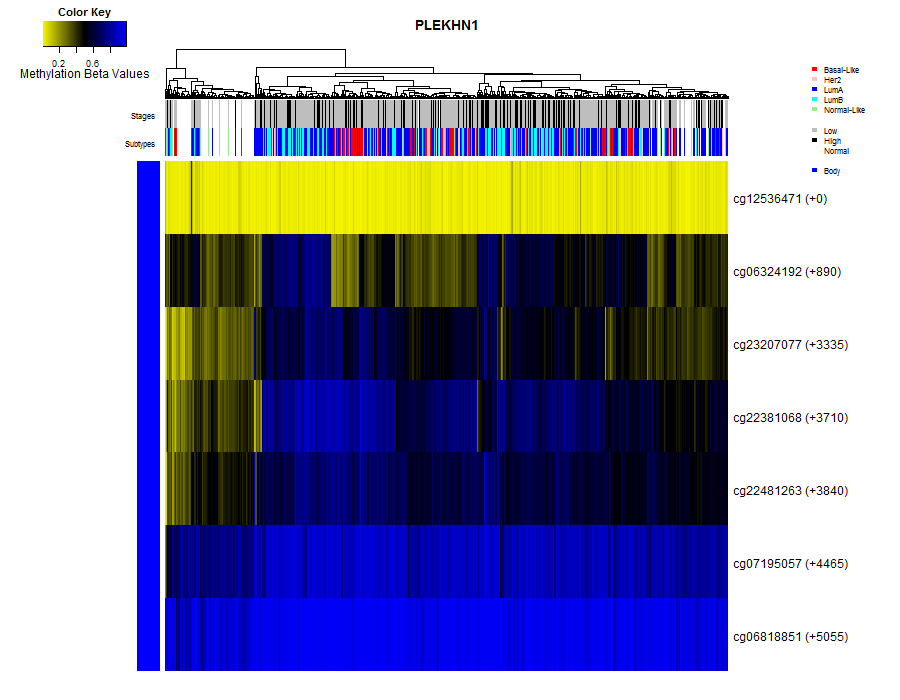 Color Key
0.2 0.6
Methylation Beta Values
PLEKHN1
Basal-Like
Her2
LumA
LumB
Normal-Like
Low
High
Normal
Body
Stages
Subtypes
cg12536471 (+0)
cg06324192 (+890)
cg23207077 (+3335)
cg22381068 (+3710)
cg22481263 (+3840)
cg07195057 (+4465)
cg06818851 (+5055)